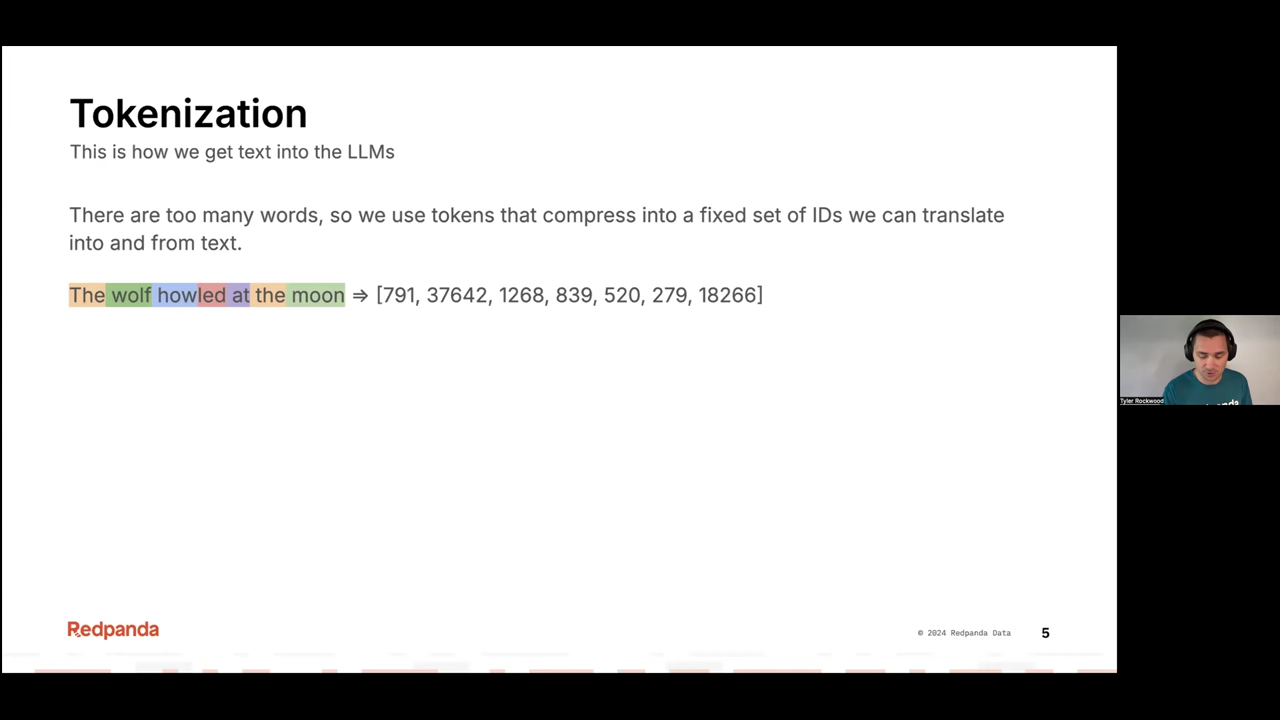 Tokenization
This is how we get text into the LLMs
There are too many words, so we use tokens that compress into a fixed set of IDs we can translate
into and from text.
The wolf howled at the moon ⇒ [791, 37642, 1268, 839, 520, 279, 18266]
Tyler Rockwood
Redpanda
© 2024 Redpanda Data
5